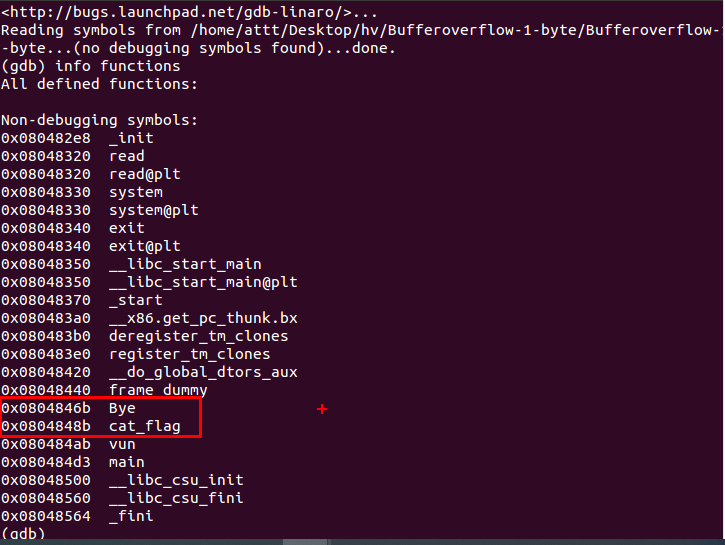 <http://bugs.launchpad.net/gdb-linaro/>...
Reading symbols from /home/attt/Desktop/hv/Bufferoverflow-1-byte/Bufferoverflow-
-byte...(no debugging symbols found)...done.
(gdb) info functions
All defined functions:
Non-debugging symbols:
0x080482e8 _init
0x08048320 read
0x08048320 read@plt
0x08048330 system
0x08048330 system@plt
0x08048340 exit
0x08048340 exit@plt
0x08048350 __libc_start_main
0x08048350 __libc_start_main@plt
0x08048370 _start
0x080483a0 __x86.get_pc_thunk.bx
0x080483b0 deregister_tm_clones
0x080483e0 register_tm_clones
0x08048420 __do_global_dtors_aux
0x08048440 frame_dummy
0x0804846b Bye
0x0804848b cat_flag
0x080484ab vun
0x080484d3 main
0x08048500 __libc_csu_init
0x08048560 __libc_csu_fini
0x08048564 _fini
(gdb)